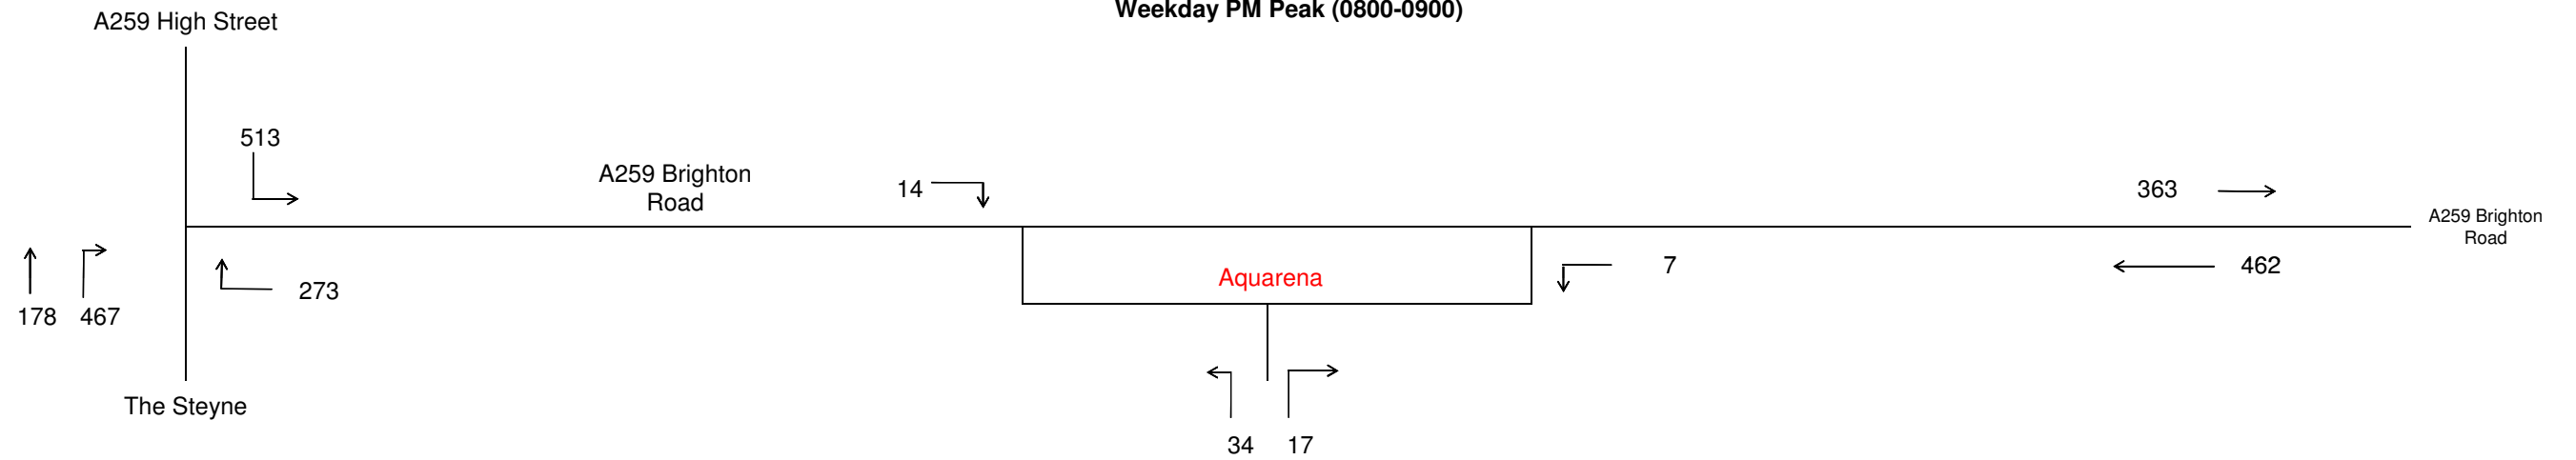 Weekday PM Peak (0800-0900)
A259 High Street
513
A259 Brighton
Road
14
363
A259 Brighton
Road
178
467
273
Aquarena
7
462
The Steyne
34
17